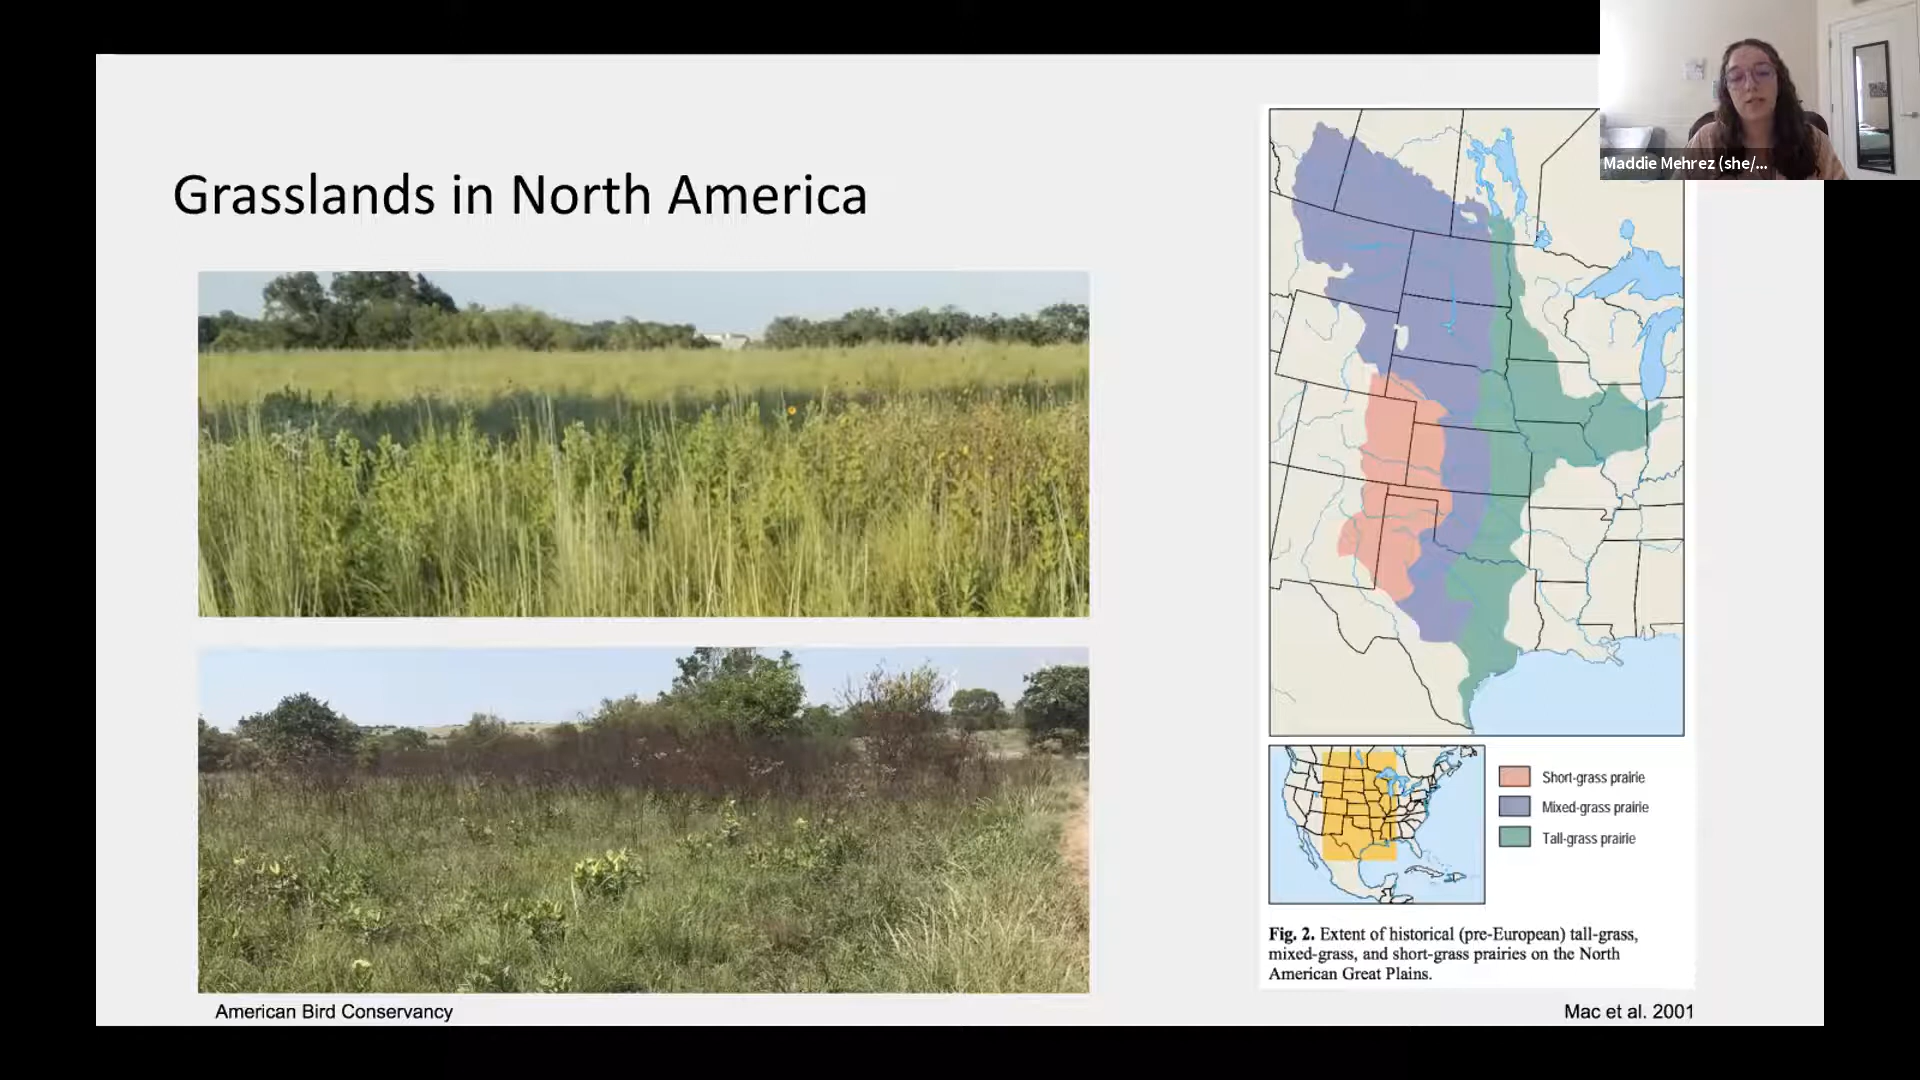 Maddie Mehrez (she/...
Grasslands in North America
Short-grass prairie
Mixed-grass prairie
Tall-grass prairie
Fig. 2. Extent of historical (pre-European) tall-grass,
mixed-grass, and short-grass prairies on the North
American Great Plains.
American Bird Conservancy
Mac et al. 2001